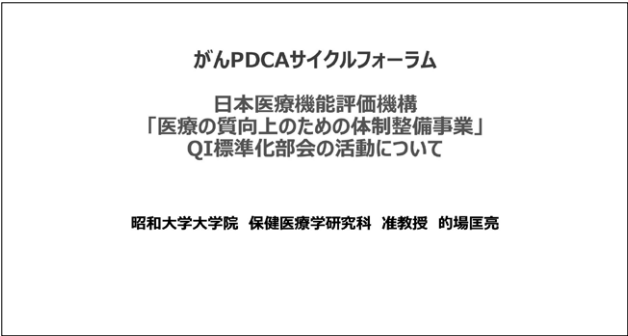 がんPDCAサイクルフォーラム
日本医療機能評価機構
「医療の質向上のための体制整備事業」
QI標準化部会の活動について
昭和大学大学院　保健医療学研究科　准教授　的場匡亮